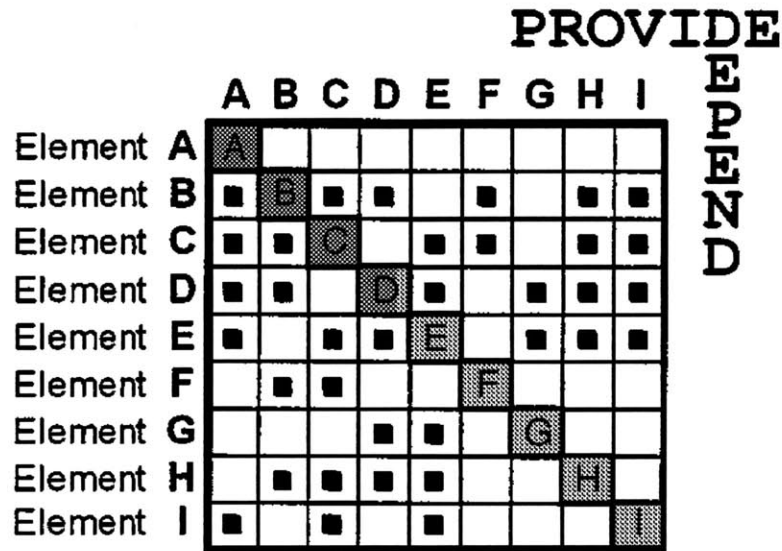 PROVIDE
DEPEND
A B C D E F G H I
Element A A
Element B B
Element C C
Element D D
Element E E
Element F F
Element G G
Element H H
Element I I